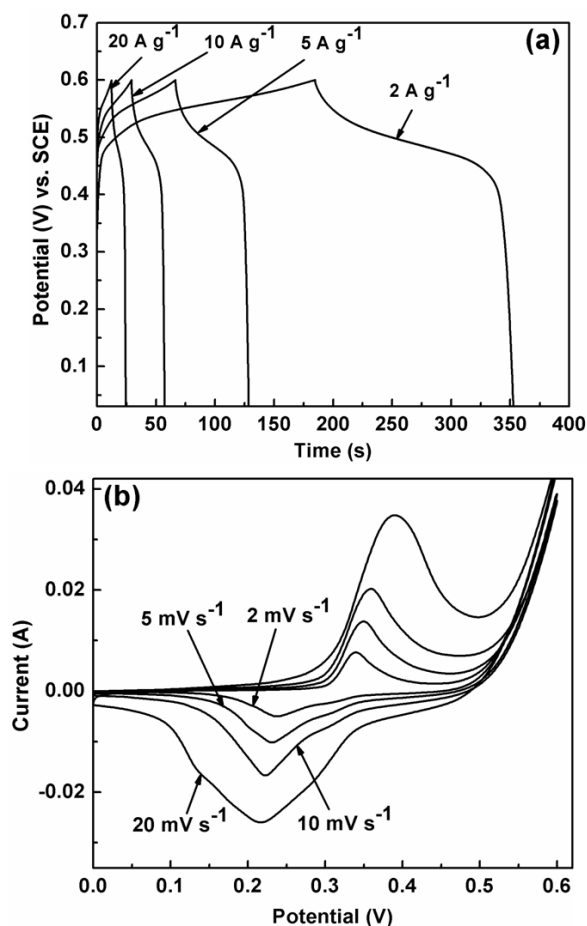 20 A g-1
10 A g-1
(a)
5 A g-1
2 A g-1
0.7
0.6
0.5
0.4
0.3
0.2
0.1
Potential (V) vs. SCE)
0 50 100 150 200 250 300 350 400
Time (s)
(b)
0.04
0.02
0.00
-0.02
Current (A)
5 mV s-1
2 mV s-1
20 mV s-1
10 mV s-1
0.0 0.1 0.2 0.3 0.4 0.5 0.6
Potential (V)